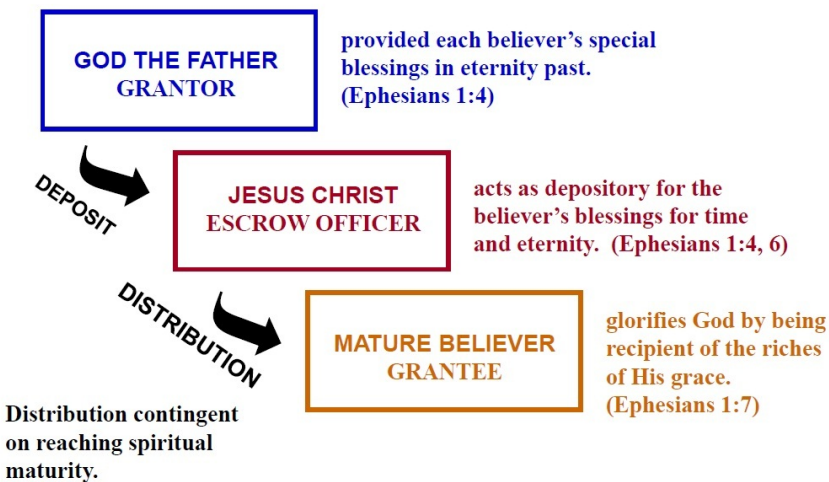 GOD THE FATHER
GRANTOR
provided each believer’s special
blessings in eternity past.
(Ephesians 1:4)
DEPOSIT
JESUS CHRIST
ESCROW OFFICER
acts as depository for the
believer’s blessings for time
and eternity.  (Ephesians 1:4, 6)
DISTRIBUTION
MATURE BELIEVER
GRANTEE
glorifies God by being
recipient of the riches
of His grace.
(Ephesians 1:7)
Distribution contingent
on reaching spiritual
maturity.